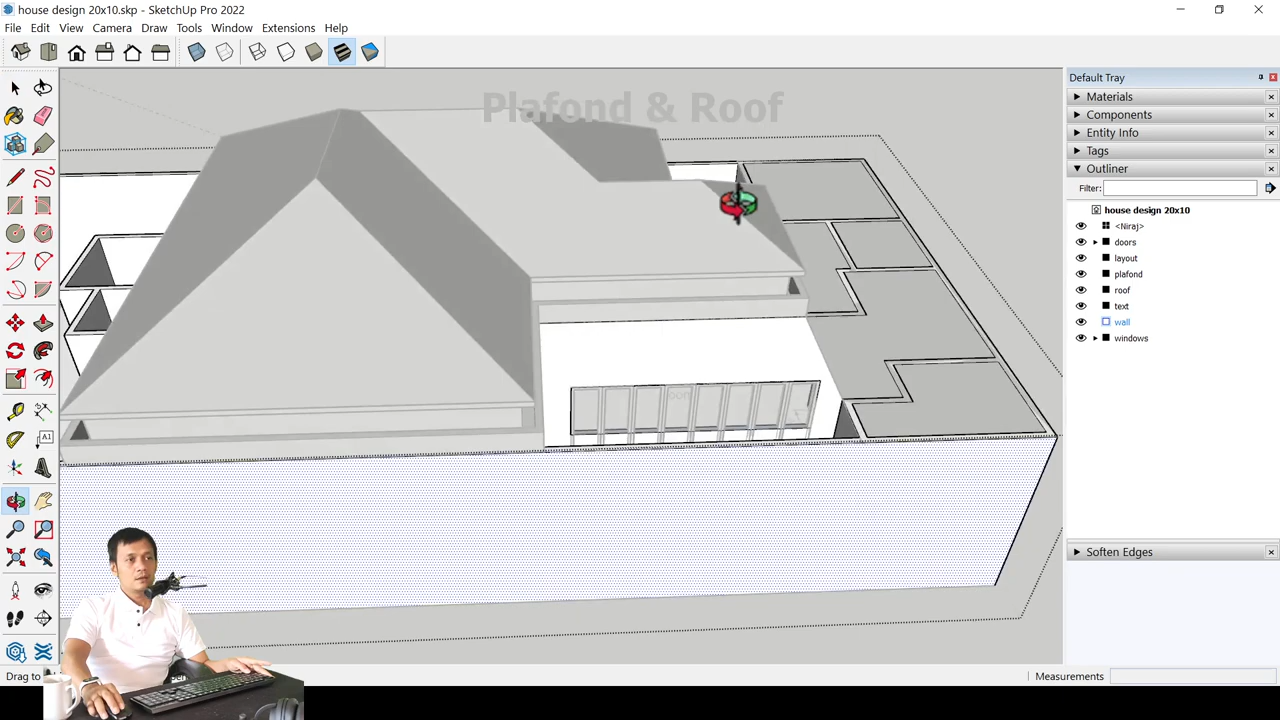 house design 20x10.skp - SketchUp Pro 2022
File Edit View Camera Draw Tools Window Extensions Help
Plafond & Roof
Default Tray
Materials
Components
Entity Info
Tags
Outliner
Filter:
house design 20x10
<Niraj>
doors
layout
plafond
roof
text
wall
windows
Soften Edges
A1
Drag to
Measurements